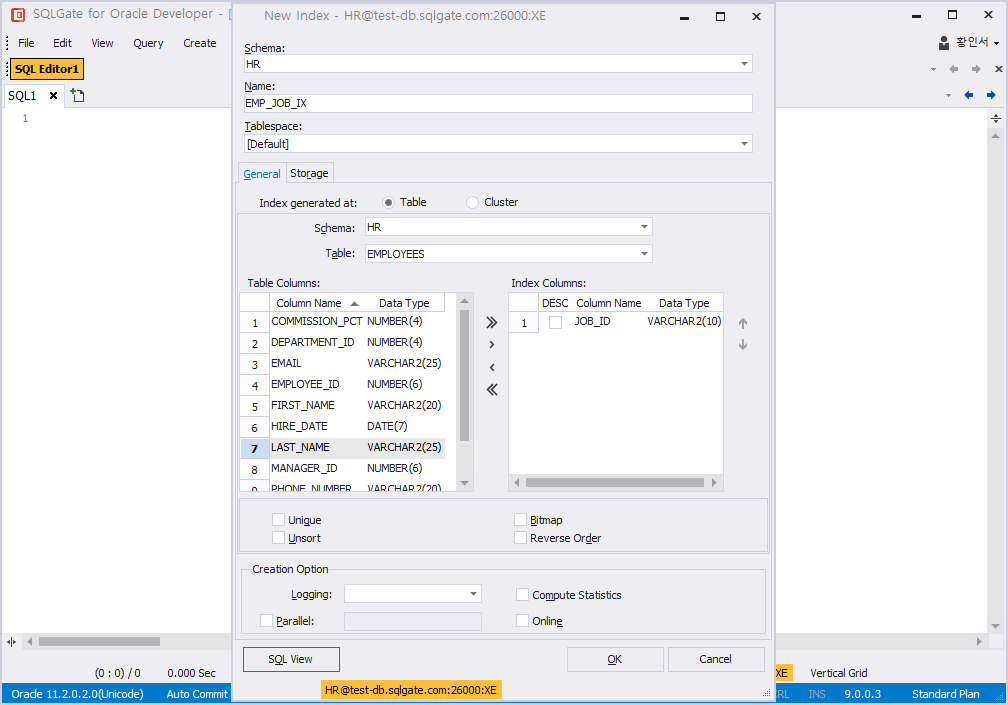 SQLGate for Oracle Developer - [
New Index - HR@test-db.sqlgate.com:26000:XE
File Edit View Query Create
황인서
SQL Editor1
SQL1
1
Schema:
HR
Name:
EMP_JOB_IX
Tablespace:
[Default]
General Storage
Index generated at: Table Cluster
Schema: HR
Table: EMPLOYEES
Table Columns:
Column Name Data Type
1 COMMISSION_PCT NUMBER(4)
2 DEPARTMENT_ID NUMBER(4)
3 EMAIL VARCHAR2(25)
4 EMPLOYEE_ID NUMBER(6)
5 FIRST_NAME VARCHAR2(20)
6 HIRE_DATE DATE(7)
7 LAST_NAME VARCHAR2(25)
8 MANAGER_ID NUMBER(6)
9 PHONE_NUMBER VARCHAR2(20)
Index Columns:
DESC Column Name Data Type
1 JOB_ID VARCHAR2(10)
Unique Bitmap
Unsort Reverse Order
Creation Option
Logging: Compute Statistics
Parallel: Online
SQL View OK Cancel
(0 : 0) / 0 0.000 Sec XE Vertical Grid
HR@test-db.sqlgate.com:26000:XE
Oracle 11.2.0.2.0(Unicode) Auto Commit INS 9.0.0.3 Standard Plan